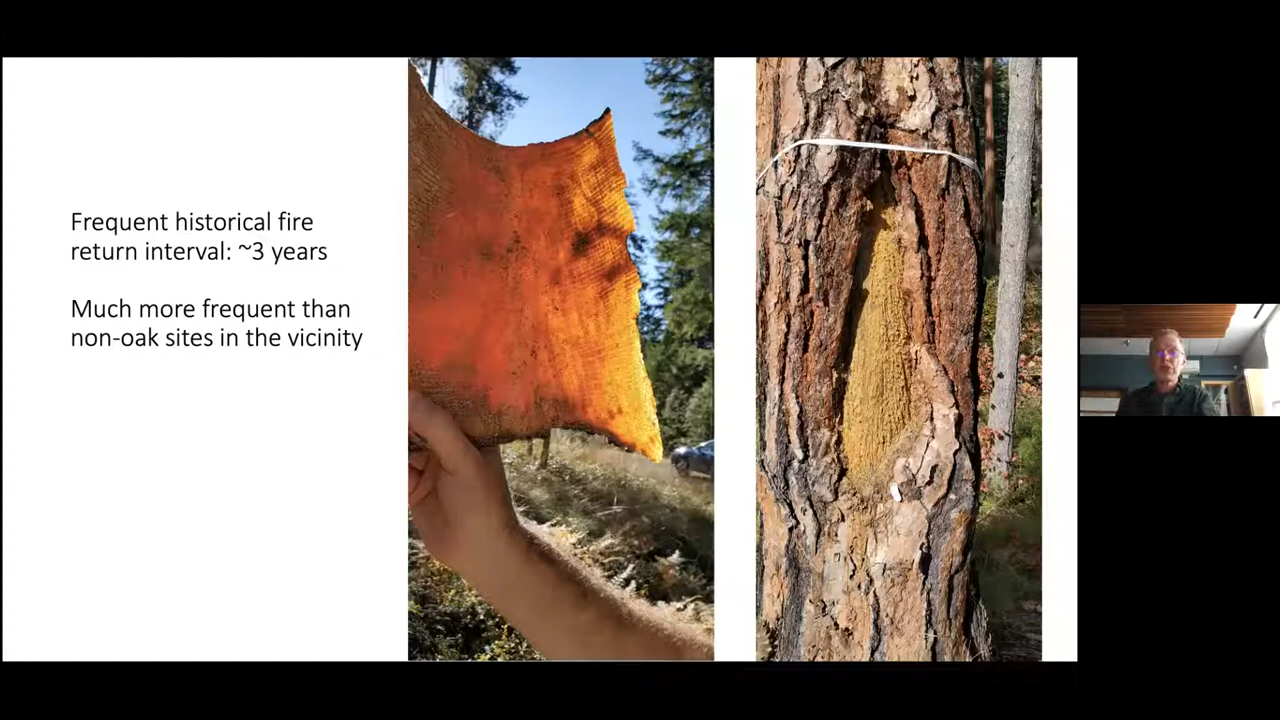 Frequent historical fire
return interval: ~3 years
Much more frequent than
non-oak sites in the vicinity